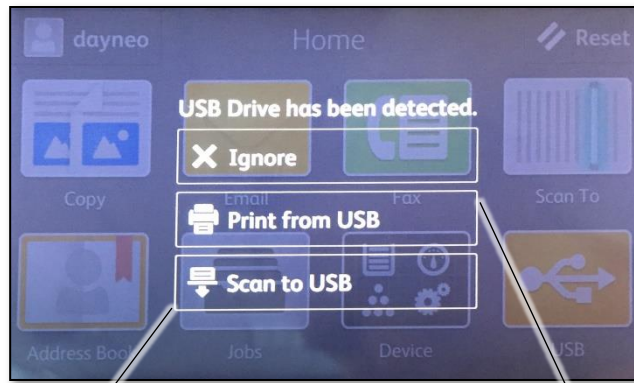 dayneo
Home
Reset
USB Drive has been detected.
Ignore
Print from USB
Scan to USB
Copy
Email
Fax
Scan To
Address Book
Jobs
Device
USB